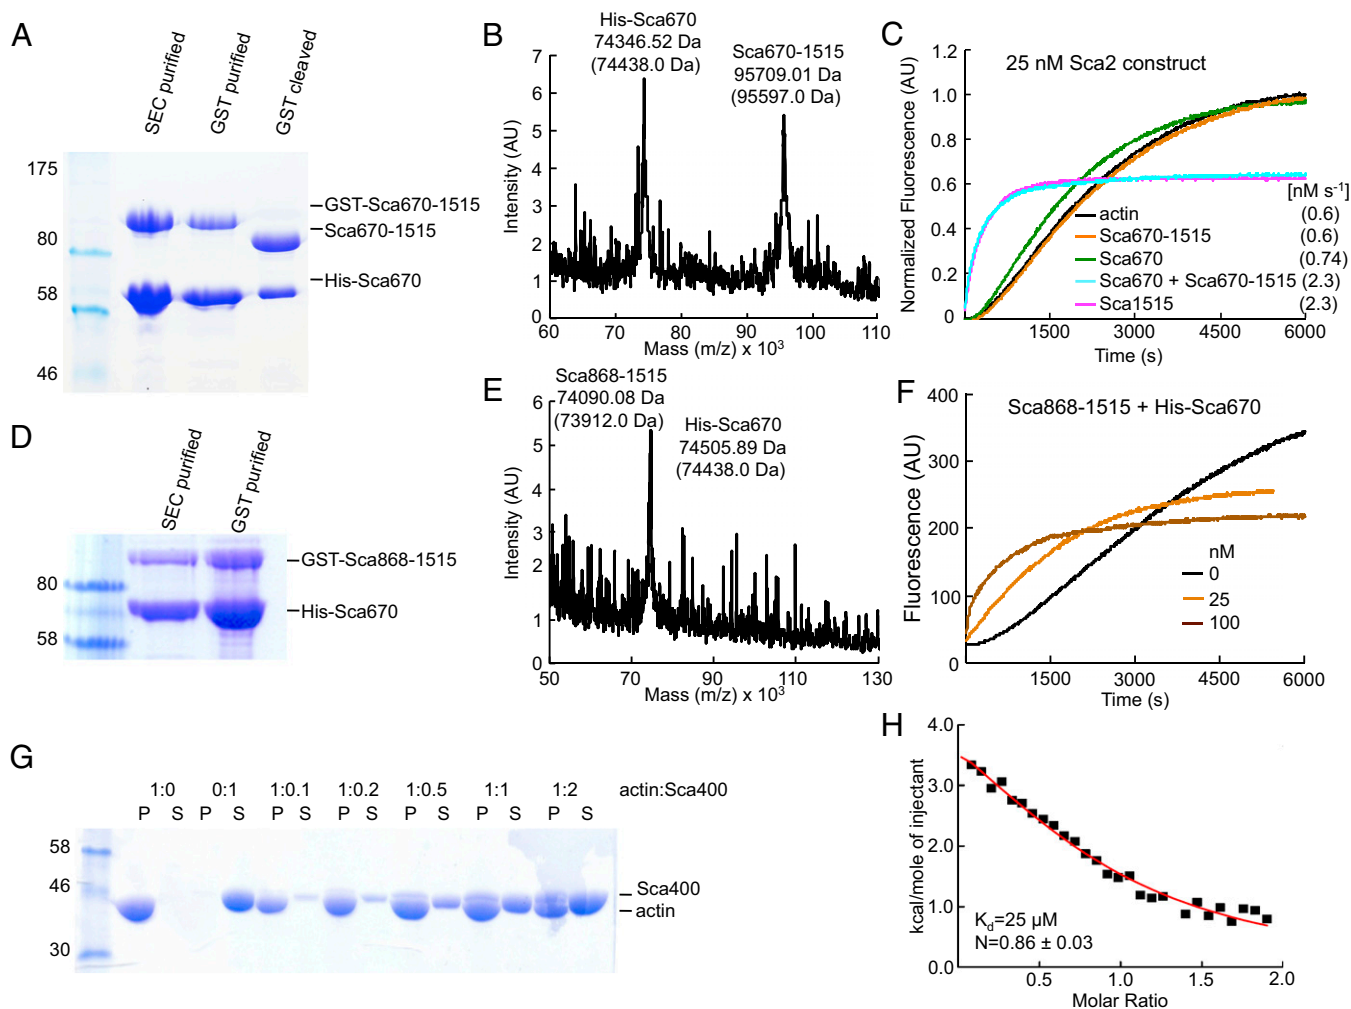 A
SEC purified
GST purified
GST cleaved
175
80
58
46
GST-Sca670-1515
Sca670-1515
His-Sca670
B
His-Sca670
74346.52 Da
(74438.0 Da)
Sca670-1515
95709.01 Da
(95597.0 Da)
Intensity (AU)
7
6
5
4
3
2
1
0
60 70 80 90 100 110
Mass (m/z) x 10³
C
25 nM Sca2 construct
Normalized Fluorescence (AU)
1.2
1.0
0.8
0.6
0.4
0.2
0
[nM s⁻¹]
actin (0.6)
Sca670-1515 (0.6)
Sca670 (0.74)
Sca670 + Sca670-1515 (2.3)
Sca1515 (2.3)
1500 3000 4500 6000
Time (s)
D
SEC purified
GST purified
80
58
GST-Sca868-1515
His-Sca670
E
Sca868-1515
74090.08 Da
(73912.0 Da)
His-Sca670
74505.89 Da
(74438.0 Da)
Intensity (AU)
6
5
4
3
2
1
0
50 70 90 110 130
Mass (m/z) x 10³
F
Sca868-1515 + His-Sca670
Fluorescence (AU)
400
300
200
100
0
nM
0
25
100
1500 3000 4500 6000
Time (s)
G
1:0 0:1 1:0.1 1:0.2 1:0.5 1:1 1:2 actin:Sca400
P S P S P S P S P S P S P S
58
46
30
Sca400
actin
H
kcal/mole of injectant
4.0
3.0
2.0
1.0
0.0
K_d=25 µM
N=0.86 ± 0.03
0.5 1.0 1.5 2.0
Molar Ratio